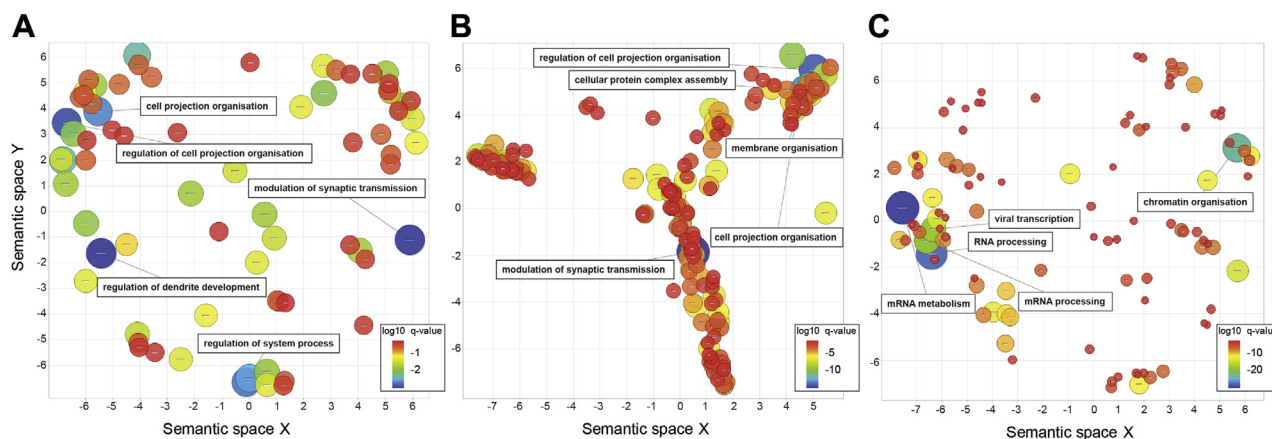 A
B
C
Semantic space Y
6
5
4
3
2
1
0
-1
-2
-3
-4
-5
-6
cell projection organisation
regulation of cell projection organisation
modulation of synaptic transmission
regulation of dendrite development
regulation of system process
log10 q-value
-1
-2
-6 -5 -4 -3 -2 -1 0 1 2 3 4 5 6
Semantic space X
6
4
2
0
-2
-4
-6
regulation of cell projection organisation
cellular protein complex assembly
membrane organisation
cell projection organisation
modulation of synaptic transmission
log10 q-value
-5
-10
-7 -6 -5 -4 -3 -2 -1 0 1 2 3 4 5
Semantic space X
6
4
2
0
-2
-4
-6
chromatin organisation
viral transcription
RNA processing
mRNA metabolism
mRNA processing
log10 q-value
-10
-20
-7 -6 -5 -4 -3 -2 -1 0 1 2 3 4 5 6
Semantic space X